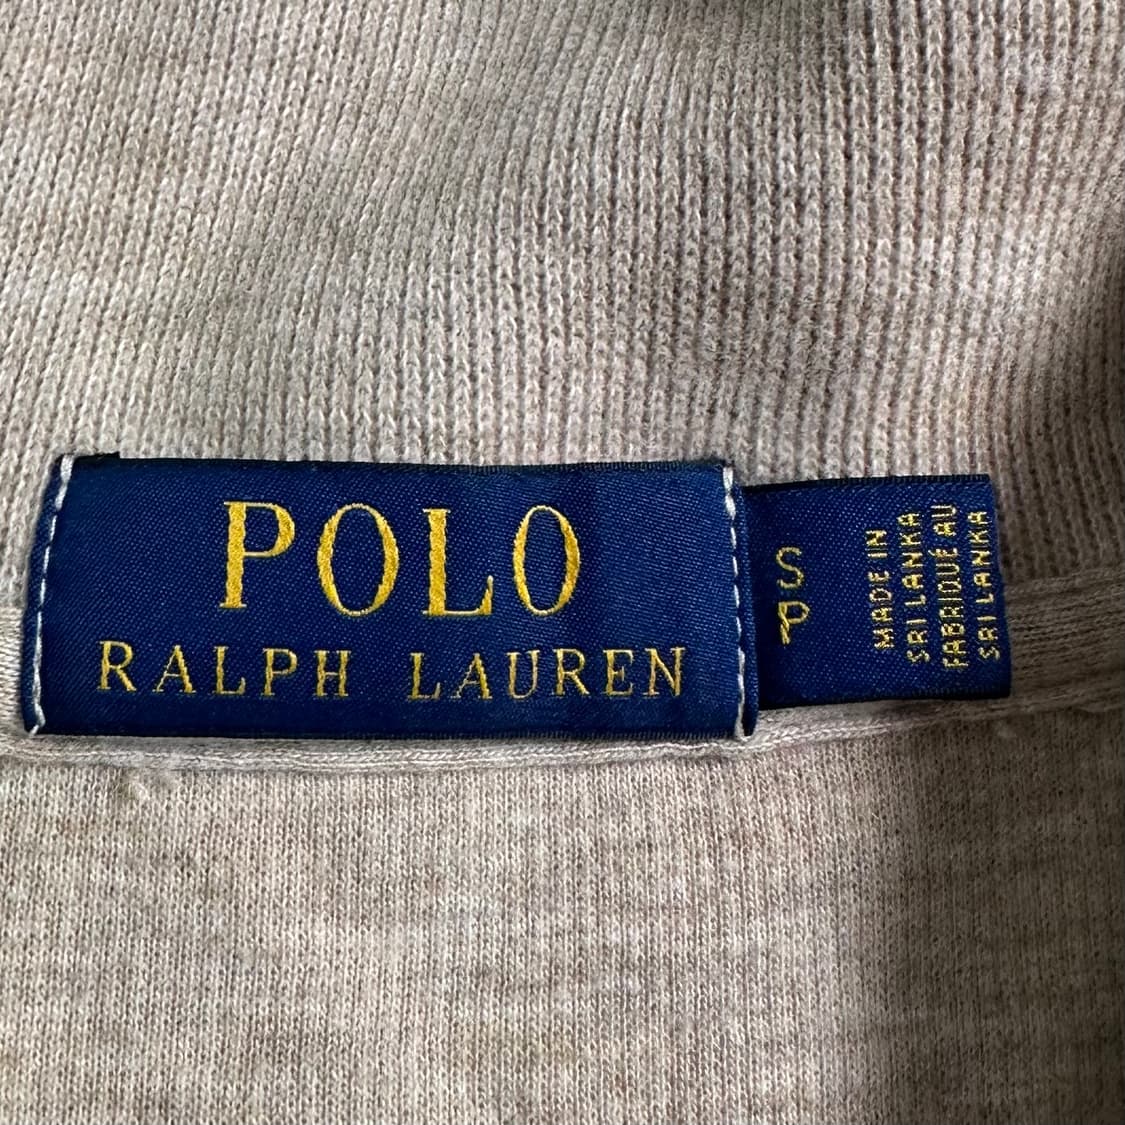 POLO
RALPH LAUREN
S
P
MADE IN
SRI LANKA
FABRIQUÉ AU
SRI LANKA